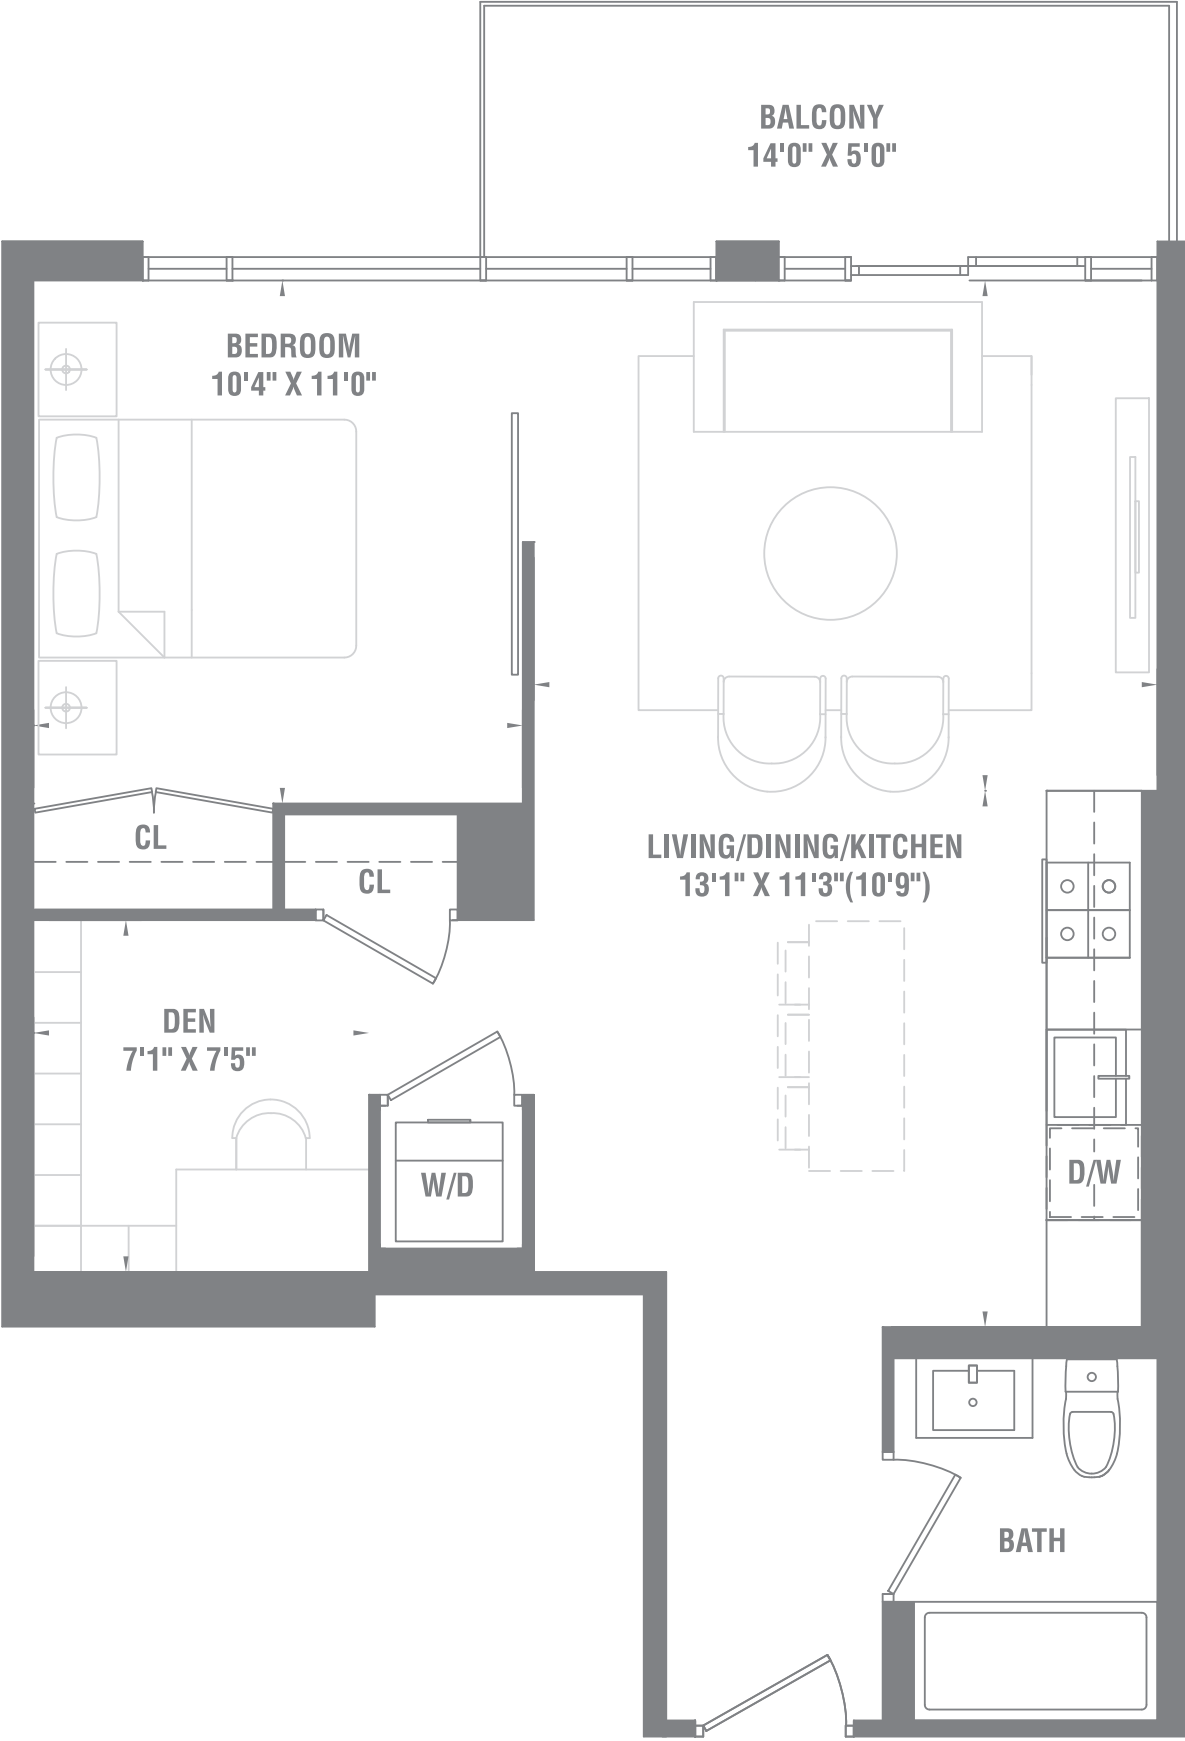 BALCONY
14'0" X 5'0"
BEDROOM
10'4" X 11'0"
CL
CL
LIVING/DINING/KITCHEN
13'1" X 11'3"(10'9")
DEN
7'1" X 7'5"
W/D
D/W
BATH